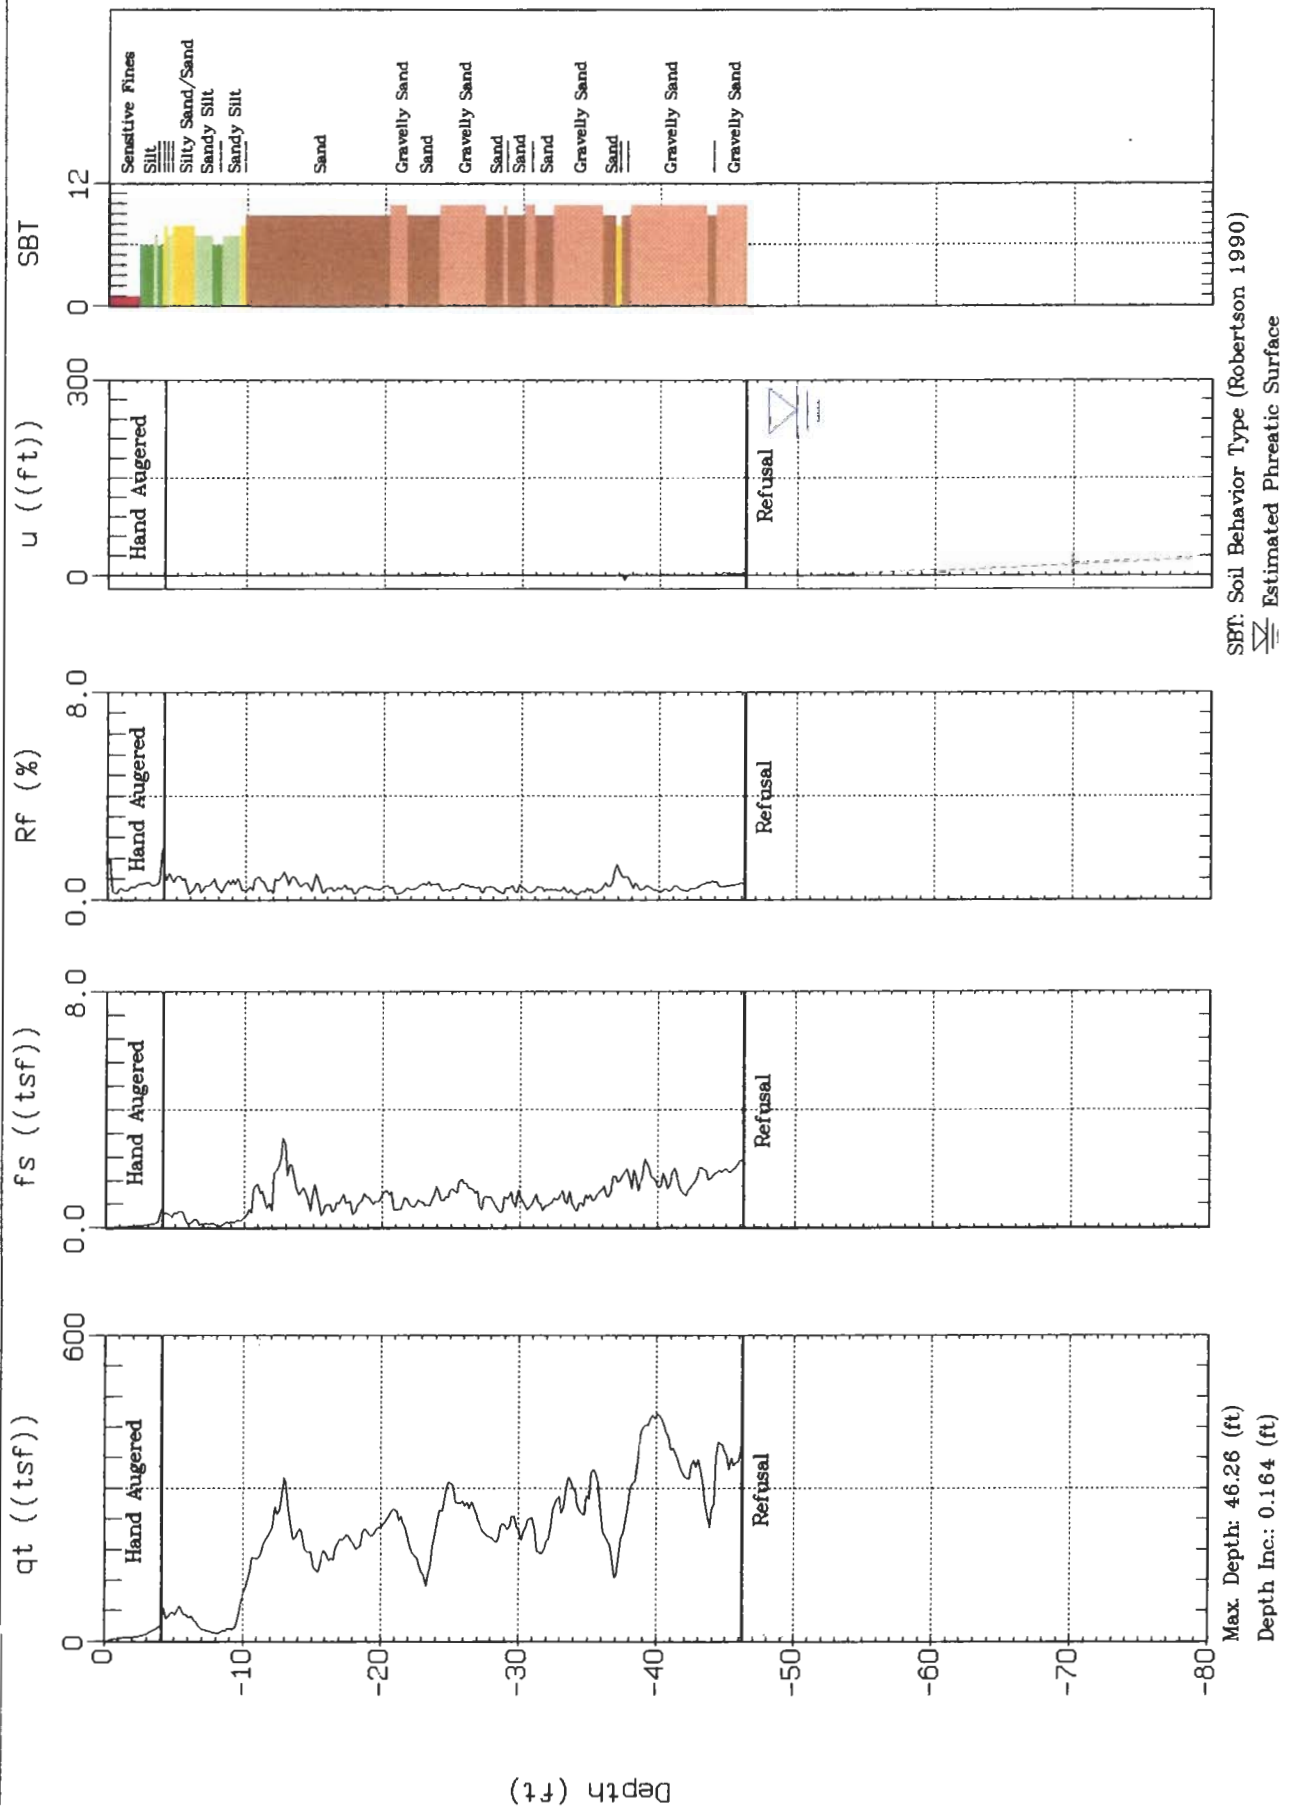 qt ((tsf))
fs ((tsf))
Rf (%)
u ((ft))
SBT
0
600
0.0
8.0
0.0
8.0
0
300
0
12
Depth (ft)
0
-10
-20
-30
-40
-50
-60
-70
-80
Hand Augered
Hand Augered
Hand Augered
Hand Augered
Refusal
Refusal
Refusal
Refusal
Sensitive Fines
Silt
Silty Sand/Sand
Sandy Silt
Sandy Silt
Sand
Gravelly Sand
Sand
Gravelly Sand
Sand
Sand
Sand
Gravelly Sand
Sand
Gravelly Sand
Gravelly Sand
Max. Depth: 46.26 (ft)
Depth Inc.: 0.164 (ft)
SBT: Soil Behavior Type (Robertson 1990)
Estimated Phreatic Surface